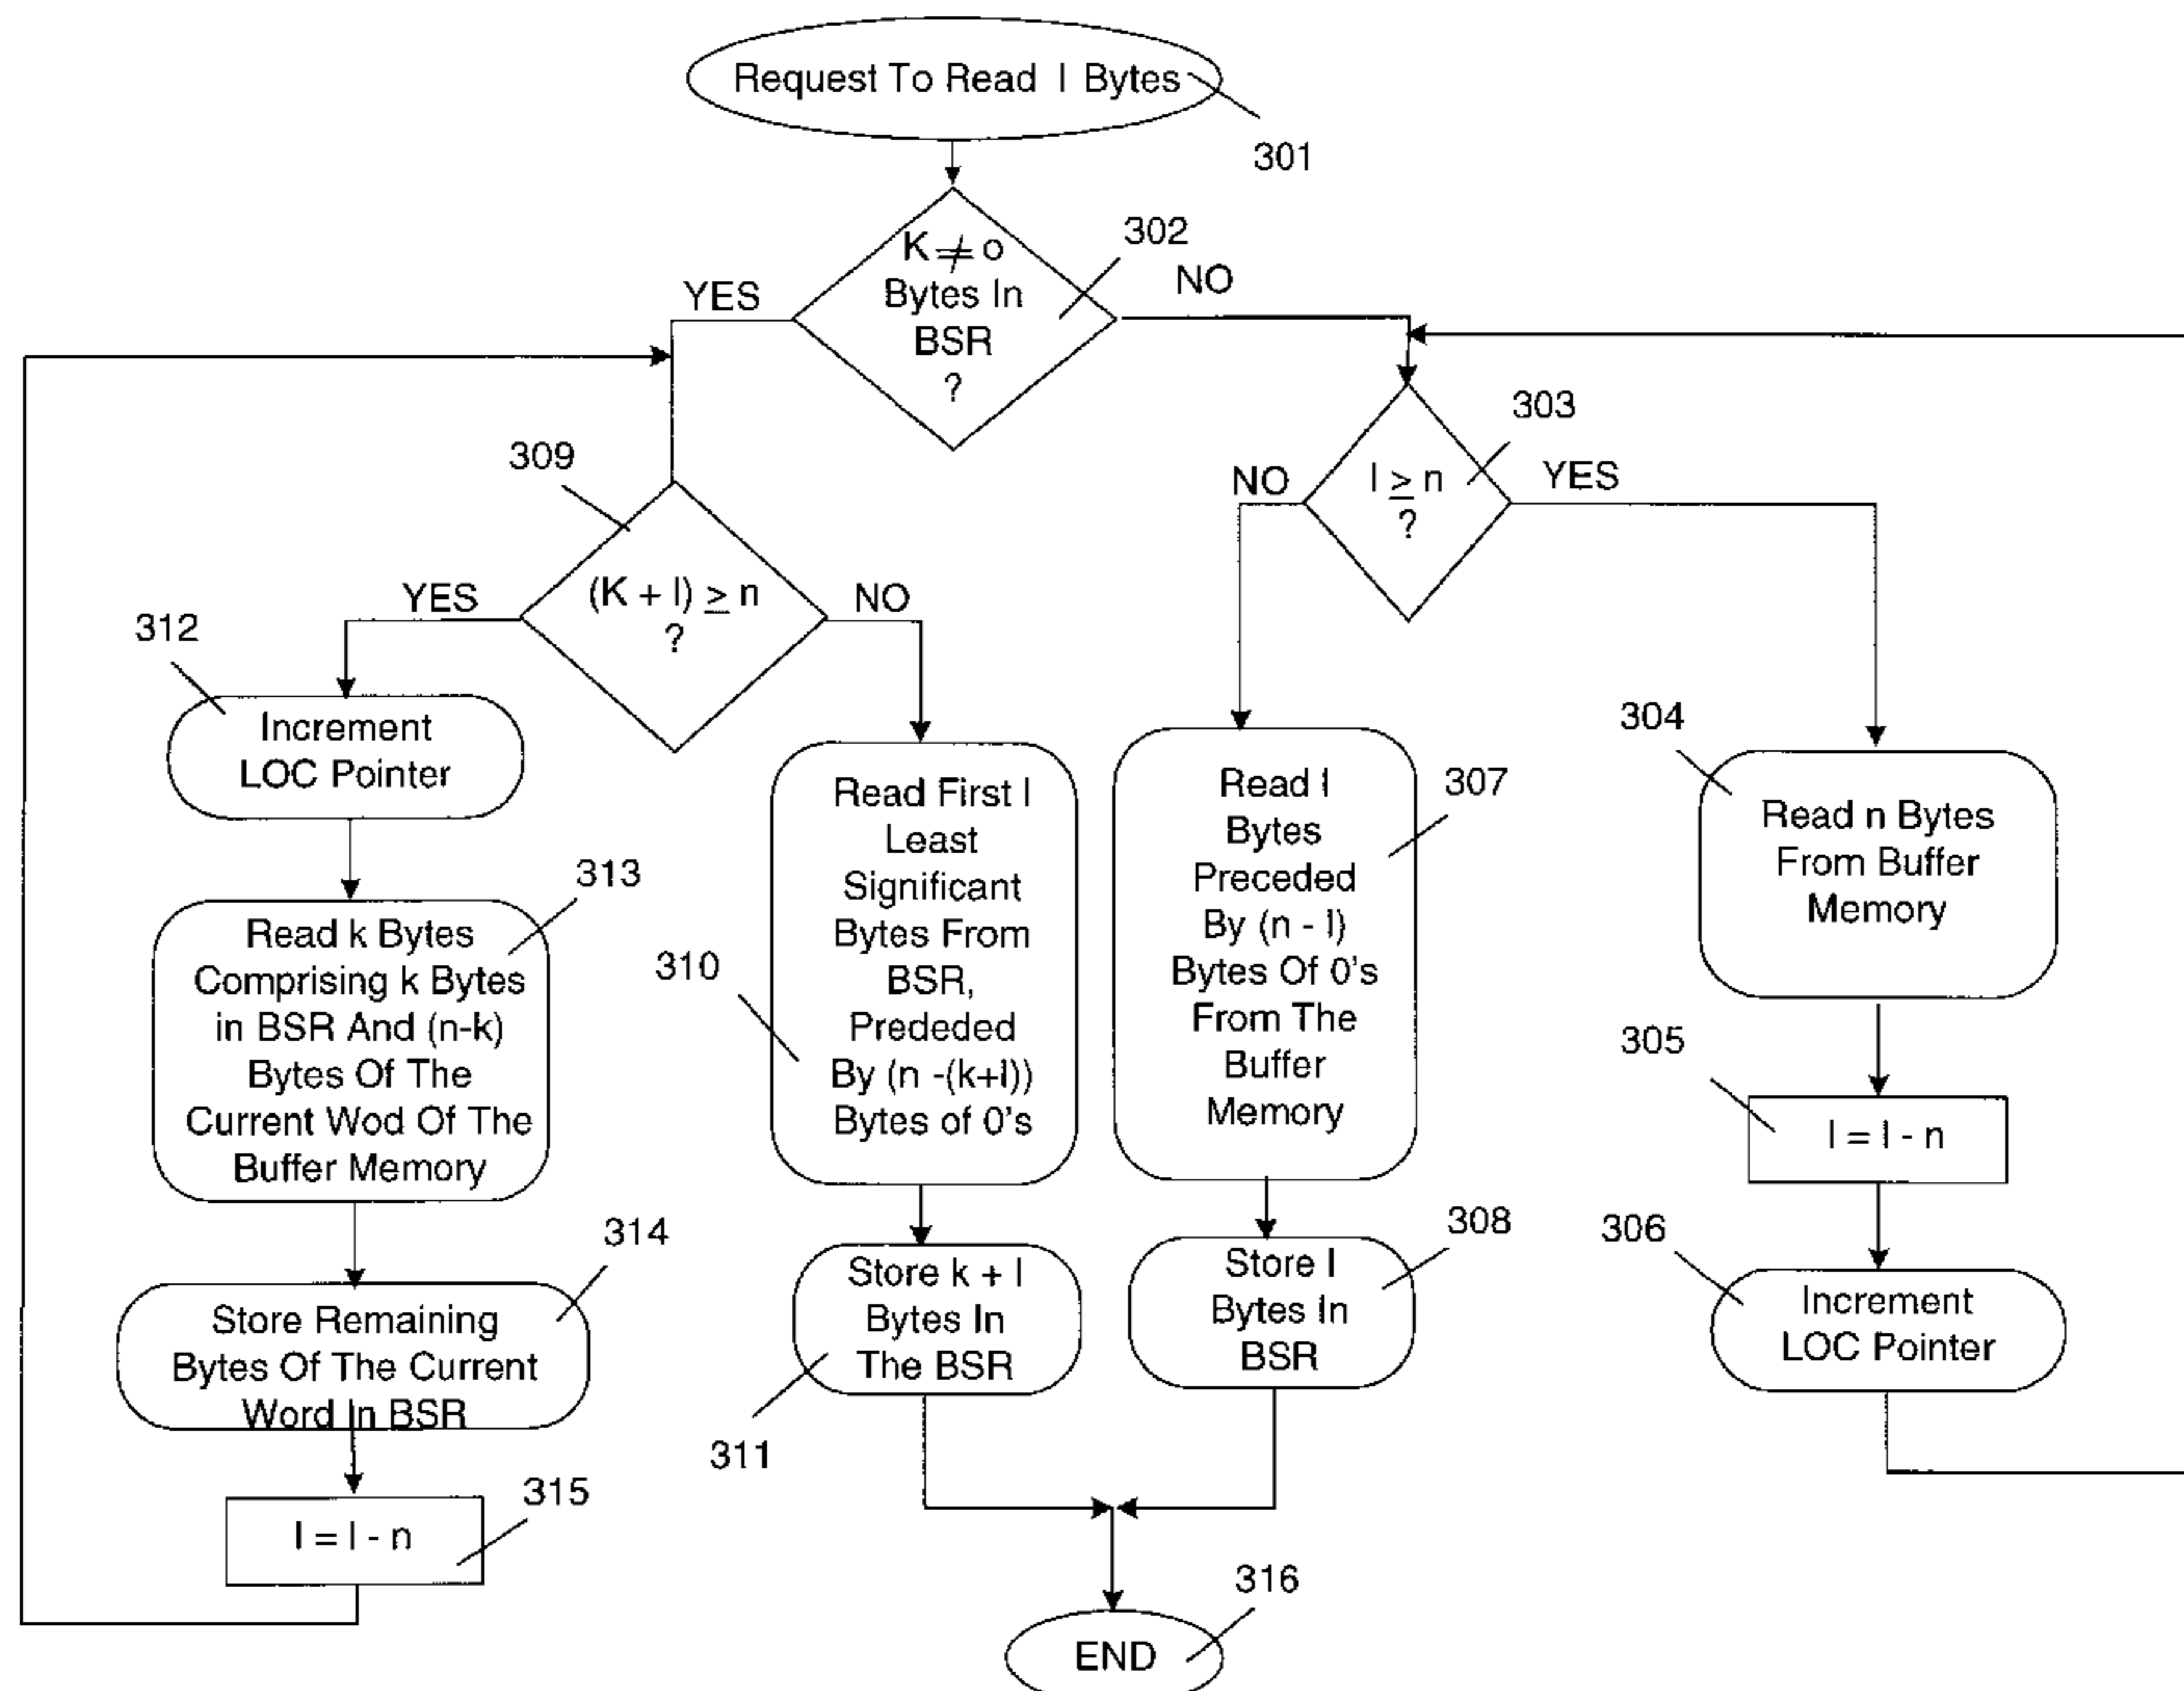 Request To Read l Bytes
301
K ≠ o
Bytes In
BSR
?
302
YES
NO
303
l ≥ n
?
NO
YES
309
(K + l) ≥ n
?
YES
NO
312
Increment
LOC Pointer
313
Read k Bytes
Comprising k Bytes
in BSR And (n-k)
Bytes Of The
Current Wod Of The
Buffer Memory
314
Store Remaining
Bytes Of The Current
Word In BSR
315
l = l - n
310
Read First l
Least
Significant
Bytes From
BSR,
Prededed
By (n -(k+l))
Bytes of 0's
311
Store k + l
Bytes In
The BSR
307
Read l
Bytes
Preceded
By (n - l)
Bytes Of 0's
From The
Buffer
Memory
308
Store l
Bytes In
BSR
304
Read n Bytes
From Buffer
Memory
305
l = l - n
306
Increment
LOC Pointer
316
END